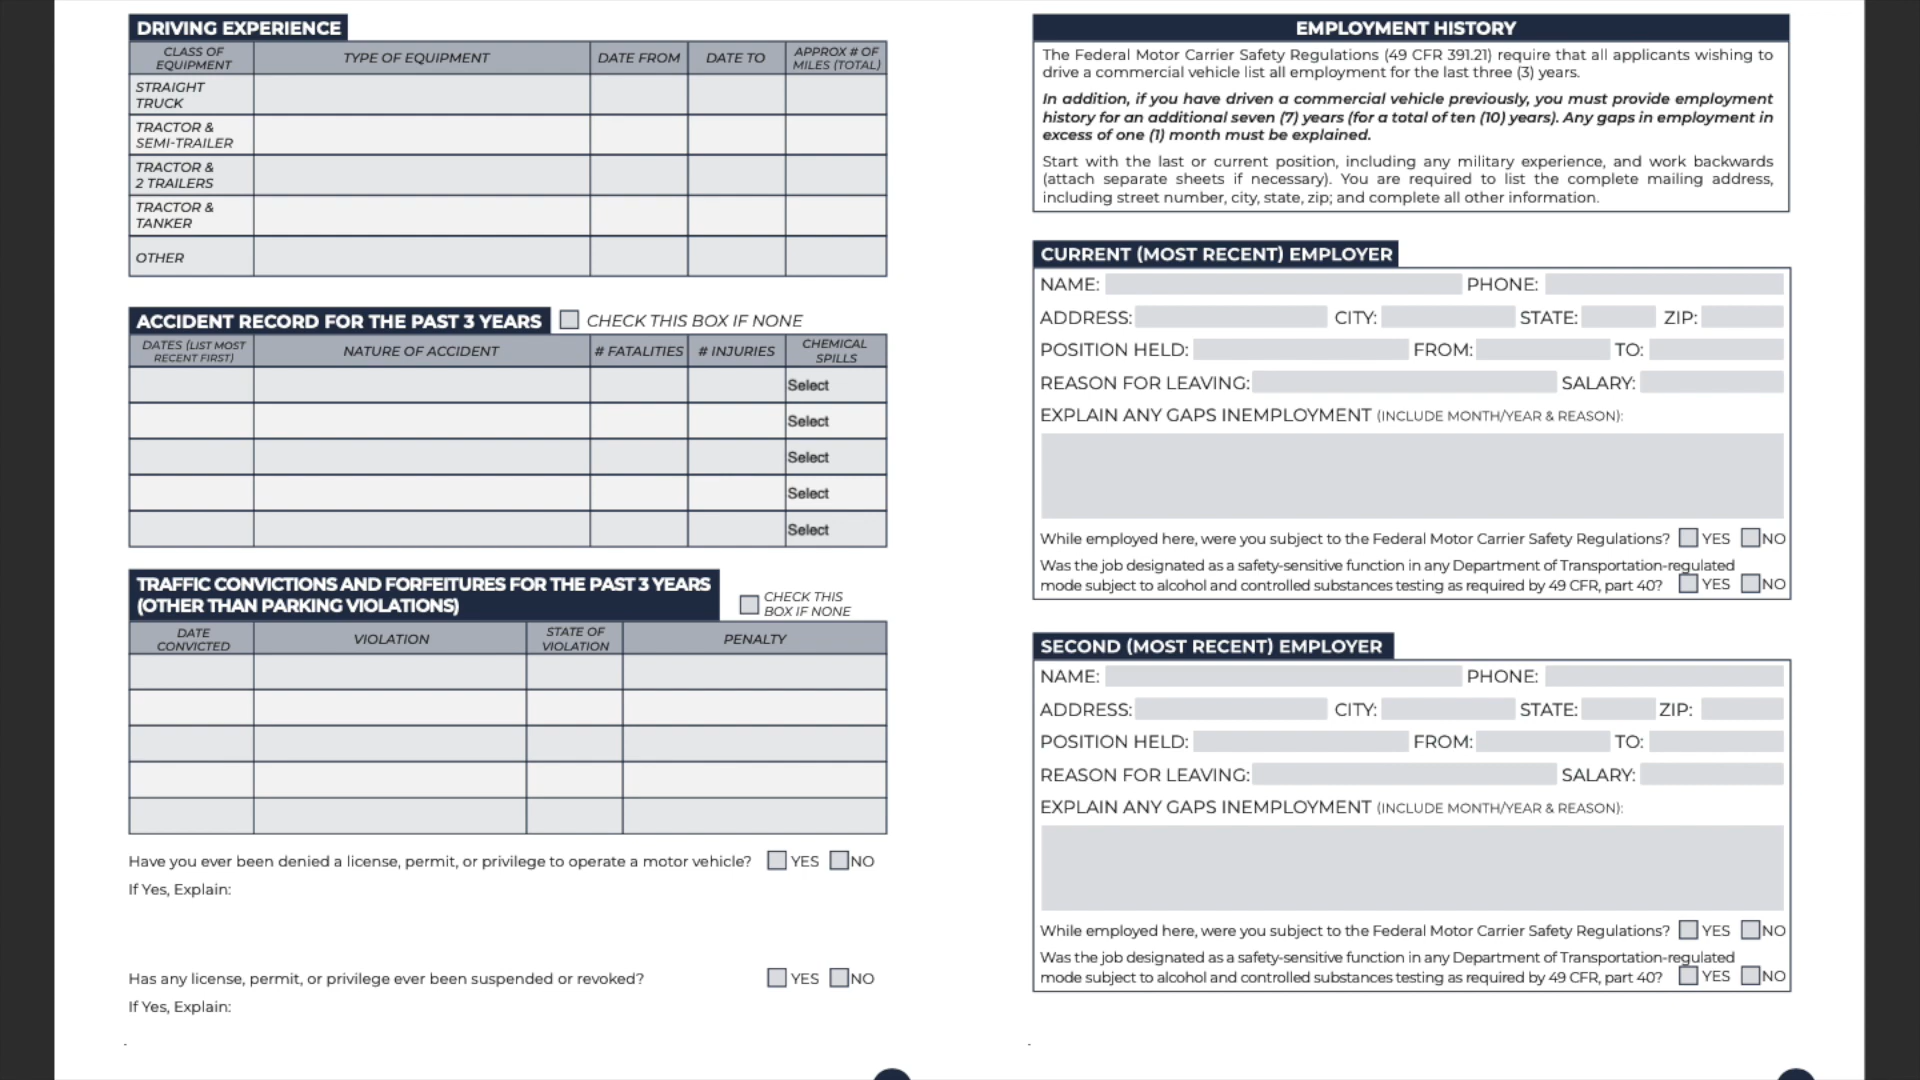 DRIVING EXPERIENCE
CLASS OF EQUIPMENT
TYPE OF EQUIPMENT
DATE FROM
DATE TO
APPROX # OF MILES (TOTAL)
STRAIGHT
TRUCK
TRACTOR &
SEMI-TRAILER
TRACTOR &
2 TRAILERS
TRACTOR &
TANKER
OTHER
ACCIDENT RECORD FOR THE PAST 3 YEARS
CHECK THIS BOX IF NONE
DATES (LIST MOST RECENT FIRST)
NATURE OF ACCIDENT
# FATALITIES
# INJURIES
CHEMICAL SPILLS
Select
Select
Select
Select
Select
TRAFFIC CONVICTIONS AND FORFEITURES FOR THE PAST 3 YEARS
(OTHER THAN PARKING VIOLATIONS)
CHECK THIS
BOX IF NONE
DATE CONVICTED
VIOLATION
STATE OF VIOLATION
PENALTY
Have you ever been denied a license, permit, or privilege to operate a motor vehicle? YES NO
If Yes, Explain:
Has any license, permit, or privilege ever been suspended or revoked? YES NO
If Yes, Explain:
EMPLOYMENT HISTORY
The Federal Motor Carrier Safety Regulations (49 CFR 391.21) require that all applicants wishing to
drive a commercial vehicle list all employment for the last three (3) years.
In addition, if you have driven a commercial vehicle previously, you must provide employment
history for an additional seven (7) years (for a total of ten (10) years). Any gaps in employment in
excess of one (1) month must be explained.
Start with the last or current position, including any military experience, and work backwards
(attach separate sheets if necessary). You are required to list the complete mailing address,
including street number, city, state, zip; and complete all other information.
CURRENT (MOST RECENT) EMPLOYER
NAME: PHONE:
ADDRESS: CITY: STATE: ZIP:
POSITION HELD: FROM: TO:
REASON FOR LEAVING: SALARY:
EXPLAIN ANY GAPS INEMPLOYMENT (INCLUDE MONTH/YEAR & REASON):
While employed here, were you subject to the Federal Motor Carrier Safety Regulations? YES NO
Was the job designated as a safety-sensitive function in any Department of Transportation-regulated
mode subject to alcohol and controlled substances testing as required by 49 CFR, part 40? YES NO
SECOND (MOST RECENT) EMPLOYER
NAME: PHONE:
ADDRESS: CITY: STATE: ZIP:
POSITION HELD: FROM: TO:
REASON FOR LEAVING: SALARY:
EXPLAIN ANY GAPS INEMPLOYMENT (INCLUDE MONTH/YEAR & REASON):
While employed here, were you subject to the Federal Motor Carrier Safety Regulations? YES NO
Was the job designated as a safety-sensitive function in any Department of Transportation-regulated
mode subject to alcohol and controlled substances testing as required by 49 CFR, part 40? YES NO